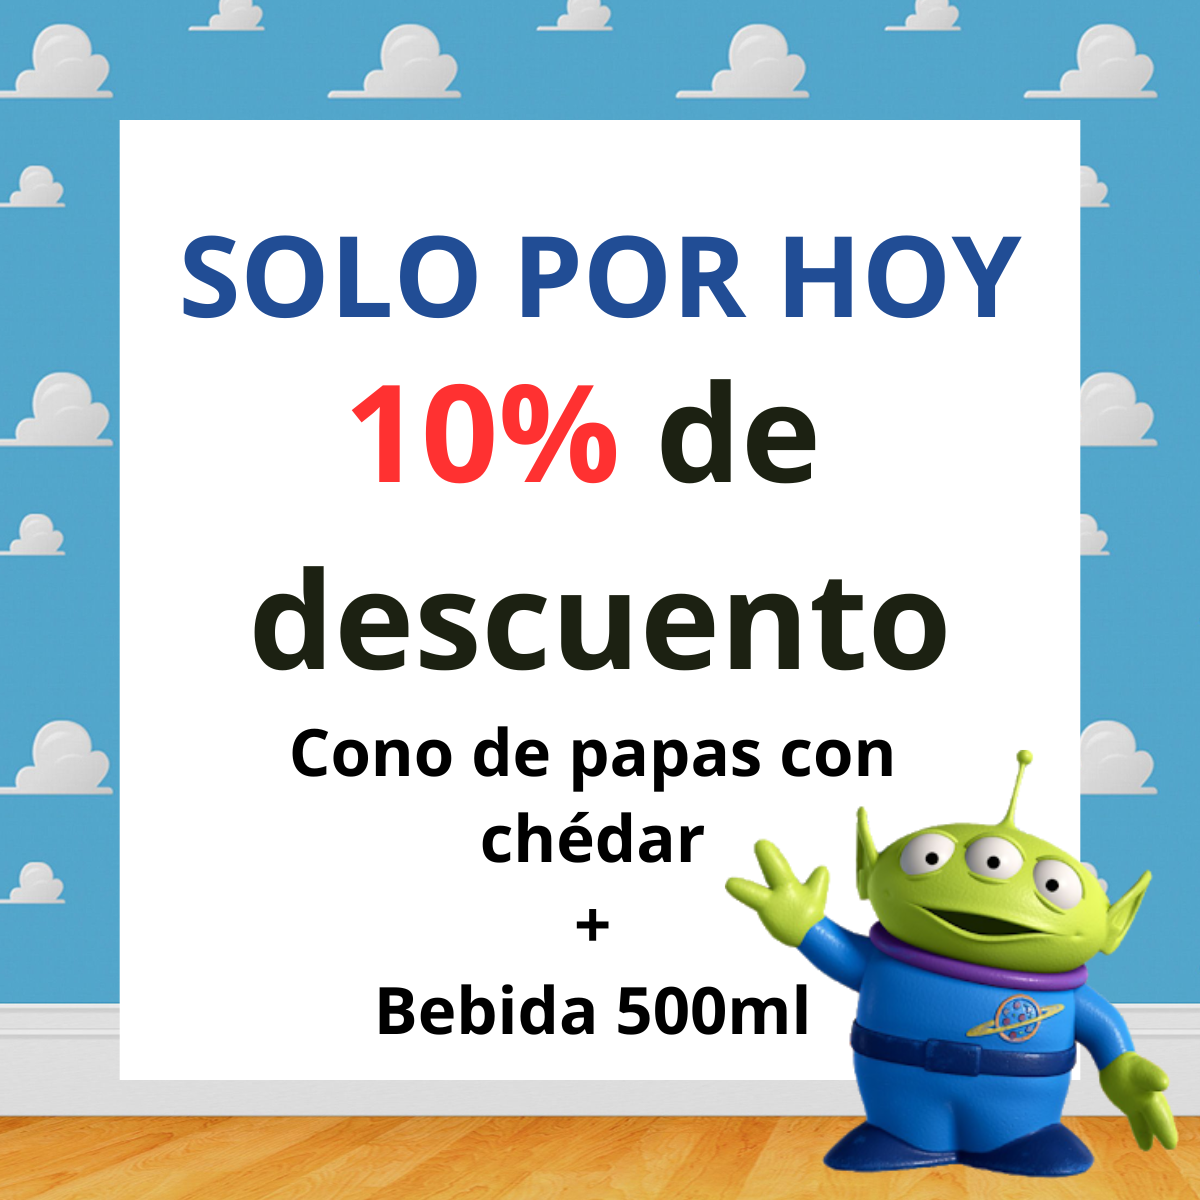 SOLO POR HOY
10% de
descuento
Cono de papas con
chédar
+
Bebida 500ml